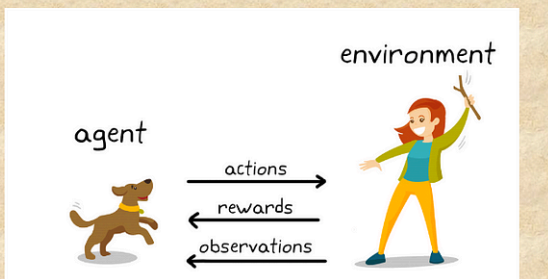 environment
agent
actions
rewards
observations